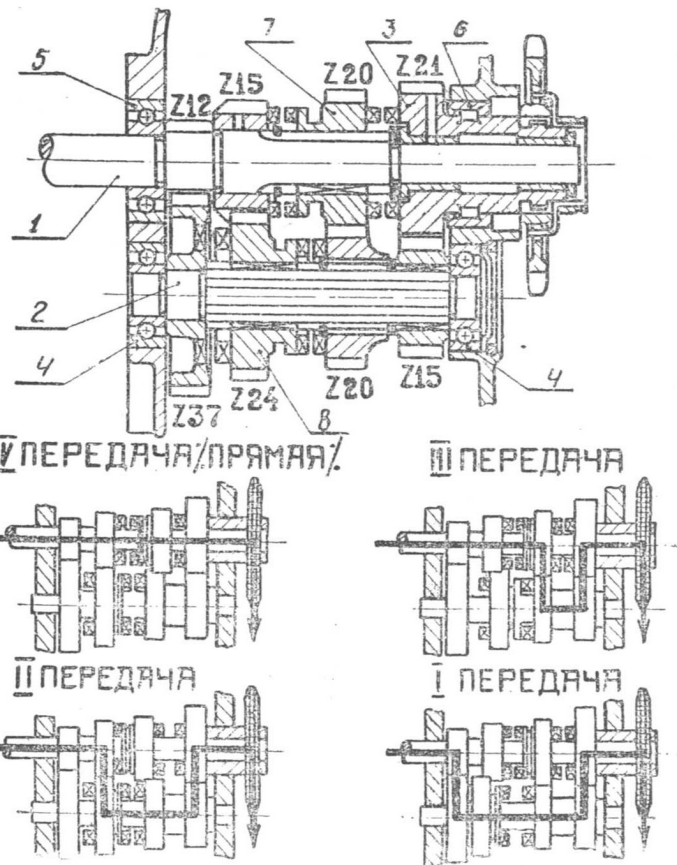 7 3 6
5 Z20 Z21
Z12 Z15
1
2
4 4
Z37 Z24 8 Z20 Z15
IV ПЕРЕДАЧА/ПРЯМАЯ/. III ПЕРЕДАЧА
II ПЕРЕДАЧА I ПЕРЕДАЧА